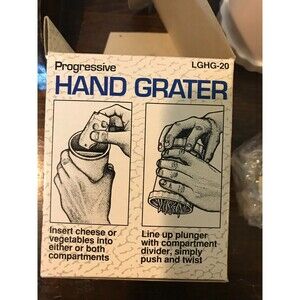 Progressive LGHG-20
HAND GRATER
Insert cheese or
vegetables into
either or both
compartments
Line up plunger
with compartment
divider, simply
push and twist